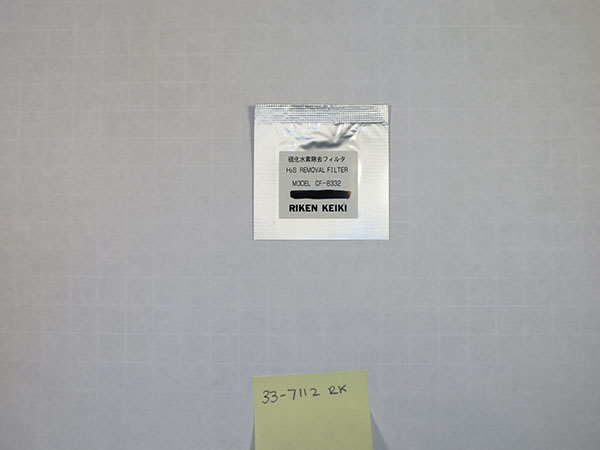 硫化水素除去フィルタ
H₂S REMOVAL FILTER
MODEL CF-8332
RIKEN KEIKI
33-7112 RK